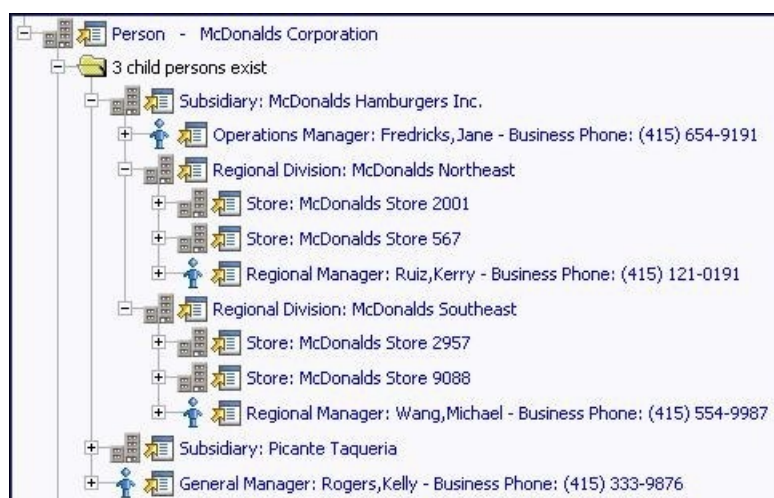 Person - McDonalds Corporation
3 child persons exist
Subsidiary: McDonalds Hamburgers Inc.
Operations Manager: Fredricks,Jane - Business Phone: (415) 654-9191
Regional Division: McDonalds Northeast
Store: McDonalds Store 2001
Store: McDonalds Store 567
Regional Manager: Ruiz,Kerry - Business Phone: (415) 121-0191
Regional Division: McDonalds Southeast
Store: McDonalds Store 2957
Store: McDonalds Store 9088
Regional Manager: Wang,Michael - Business Phone: (415) 554-9987
Subsidiary: Picante Taqueria
General Manager: Rogers,Kelly - Business Phone: (415) 333-9876